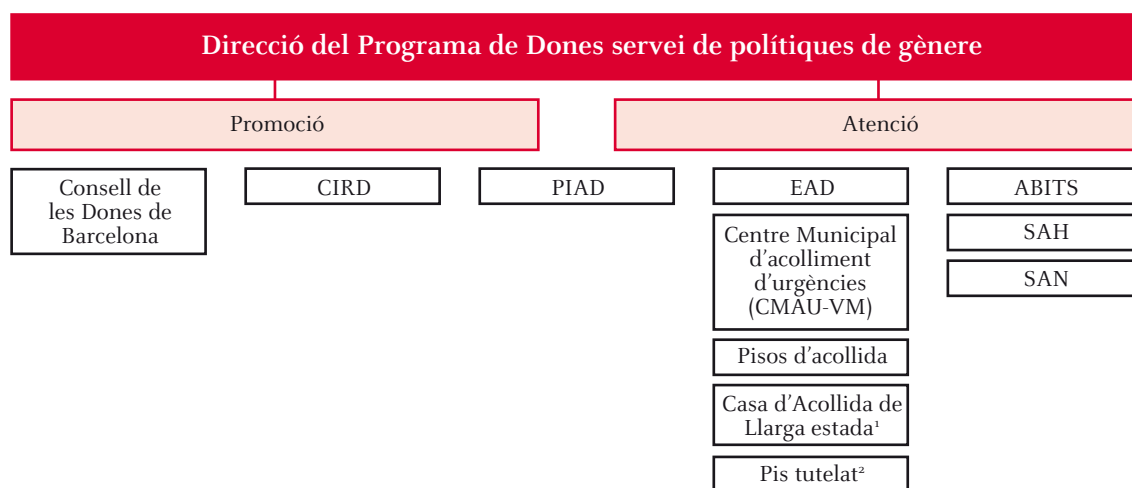 Direcció del Programa de Dones servei de polítiques de gènere
Promoció
Atenció
Consell de
les Dones de
Barcelona
CIRD
PIAD
EAD
Centre Municipal
d'acolliment
d'urgències
(CMAU-VM)
Pisos d'acollida
Casa d'Acollida de
Llarga estada¹
Pis tutelat²
ABITS
SAH
SAN